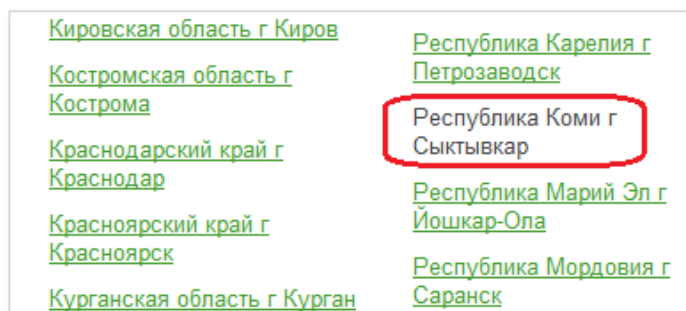 Кировская область г Киров
Костромская область г
Кострома
Краснодарский край г
Краснодар
Красноярский край г
Красноярск
Курганская область г Курган
Республика Карелия г
Петрозаводск
Республика Коми г
Сыктывкар
Республика Марий Эл г
Йошкар-Ола
Республика Мордовия г
Саранск